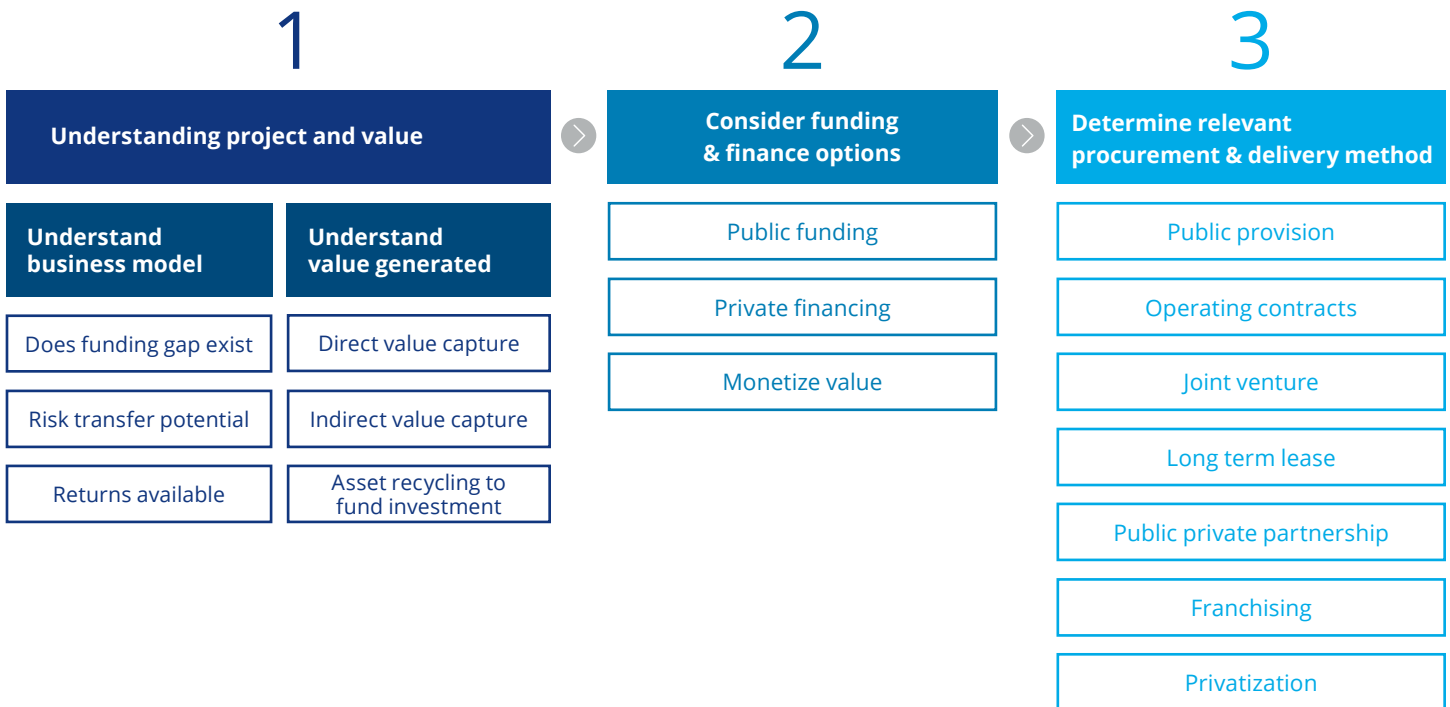 1
Understanding project and value
Understand
business model
Does funding gap exist
Risk transfer potential
Returns available
Understand
value generated
Direct value capture
Indirect value capture
Asset recycling to
fund investment
2
Consider funding
& finance options
Public funding
Private financing
Monetize value
3
Determine relevant
procurement & delivery method
Public provision
Operating contracts
Joint venture
Long term lease
Public private partnership
Franchising
Privatization